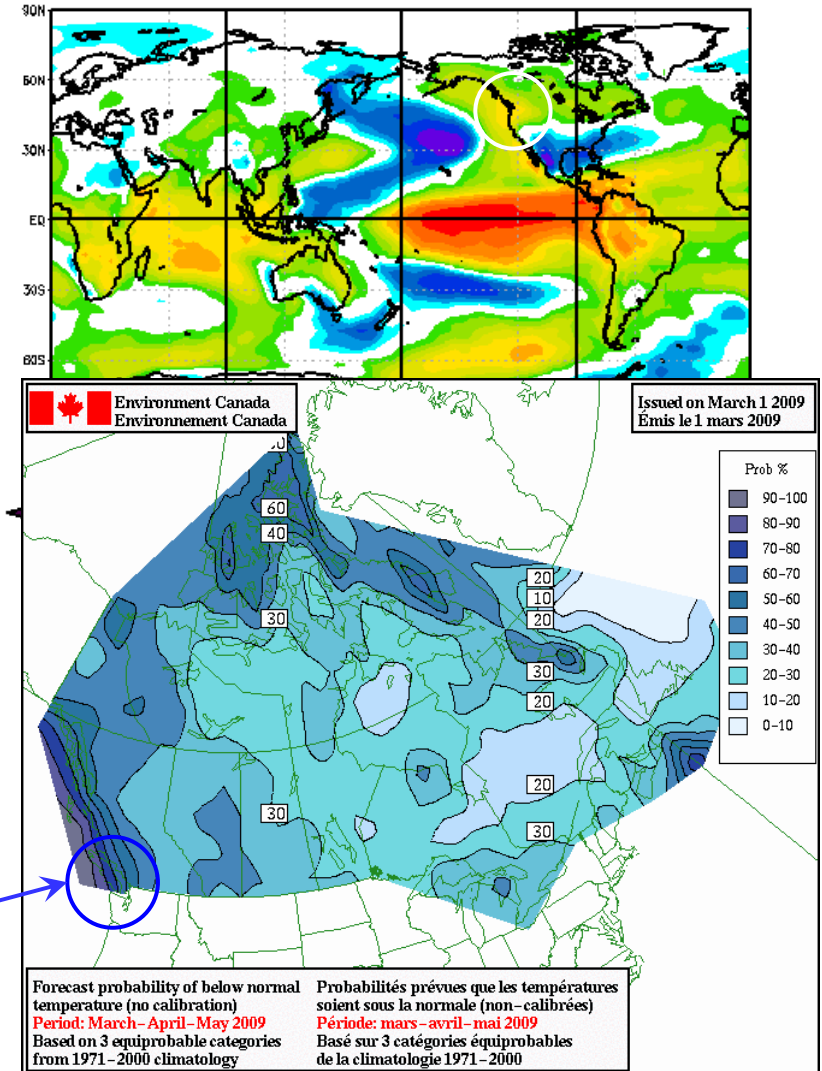 90N
60N
30N
EQ
30S
60S
Environment Canada
Environnement Canada
Issued on March 1 2009
Émis le 1 mars 2009
Prob %
90-100
80-90
70-80
60-70
50-60
40-50
30-40
20-30
10-20
0-10
60
40
30
20
10
20
30
20
20
30
30
Forecast probability of below normal
temperature (no calibration)
Period: March-April-May 2009
Based on 3 equiprobable categories
from 1971-2000 climatology
Probabilités prévues que les températures
soient sous la normale (non-calibrées)
Période: mars-avril-mai 2009
Basé sur 3 catégories équiprobables
de la climatologie 1971-2000